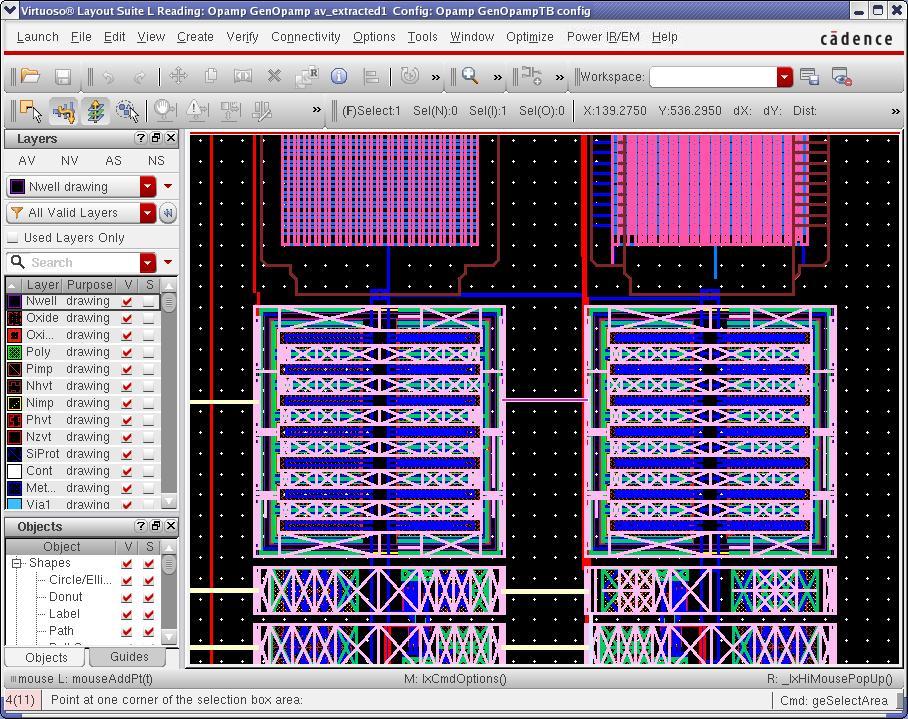 Virtuoso® Layout Suite L Reading: Opamp GenOpamp av_extracted1 Config: Opamp GenOpampTB config
Launch File Edit View Create Verify Connectivity Options Tools Window Optimize Power IR/EM Help
cādence
Workspace:
(F)Select:1 Sel(N):0 Sel(I):1 Sel(O):0 X:139.2750 Y:536.2950 dX: dY: Dist:
Layers
AV NV AS NS
Nwell drawing
All Valid Layers
Used Layers Only
Search
Layer Purpose V S
Nwell drawing
Oxide drawing
Oxi... drawing
Poly drawing
Pimp drawing
Nhvt drawing
Nimp drawing
Phvt drawing
Nzvt drawing
SiProt drawing
Cont drawing
Met... drawing
Via1 drawing
Objects
Object V S
Shapes
Circle/Elli...
Donut
Label
Path
Objects Guides
mouse L: mouseAddPt(t) M: lxCmdOptions() R: _lxHiMousePopUp()
4(11) Point at one corner of the selection box area: Cmd: geSelectArea